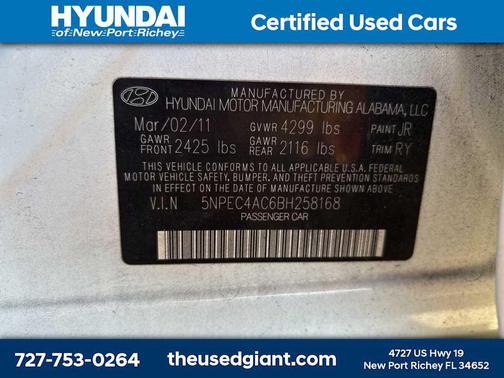 HYUNDAI
of New Port Richey
Certified Used Cars
MANUFACTURED BY
HYUNDAI MOTOR MANUFACTURING ALABAMA, LLC
Mar/02/11 GVWR 4299 lbs PAINT JR
GAWR FRONT 2425 lbs GAWR REAR 2116 lbs TRIM RY
THIS VEHICLE CONFORMS TO ALL APPLICABLE U.S.A. FEDERAL
MOTOR VEHICLE SAFETY, BUMPER, AND THEFT PREVENTION STANDARDS
IN EFFECT ON THE DATE OF MANUFACTURE SHOWN ABOVE.
V.I.N 5NPEC4AC6BH258168
PASSENGER CAR
727-753-0264
theusedgiant.com
4727 US Hwy 19
New Port Richey FL 34652